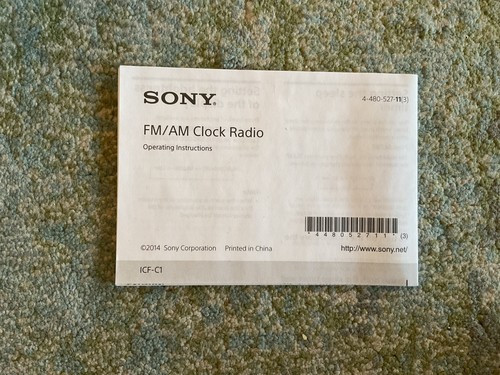 SONY®
4-480-527-11(3)
FM/AM Clock Radio
Operating Instructions
*4480527111* (3)
©2014 Sony Corporation Printed in China
http://www.sony.net/
ICF-C1